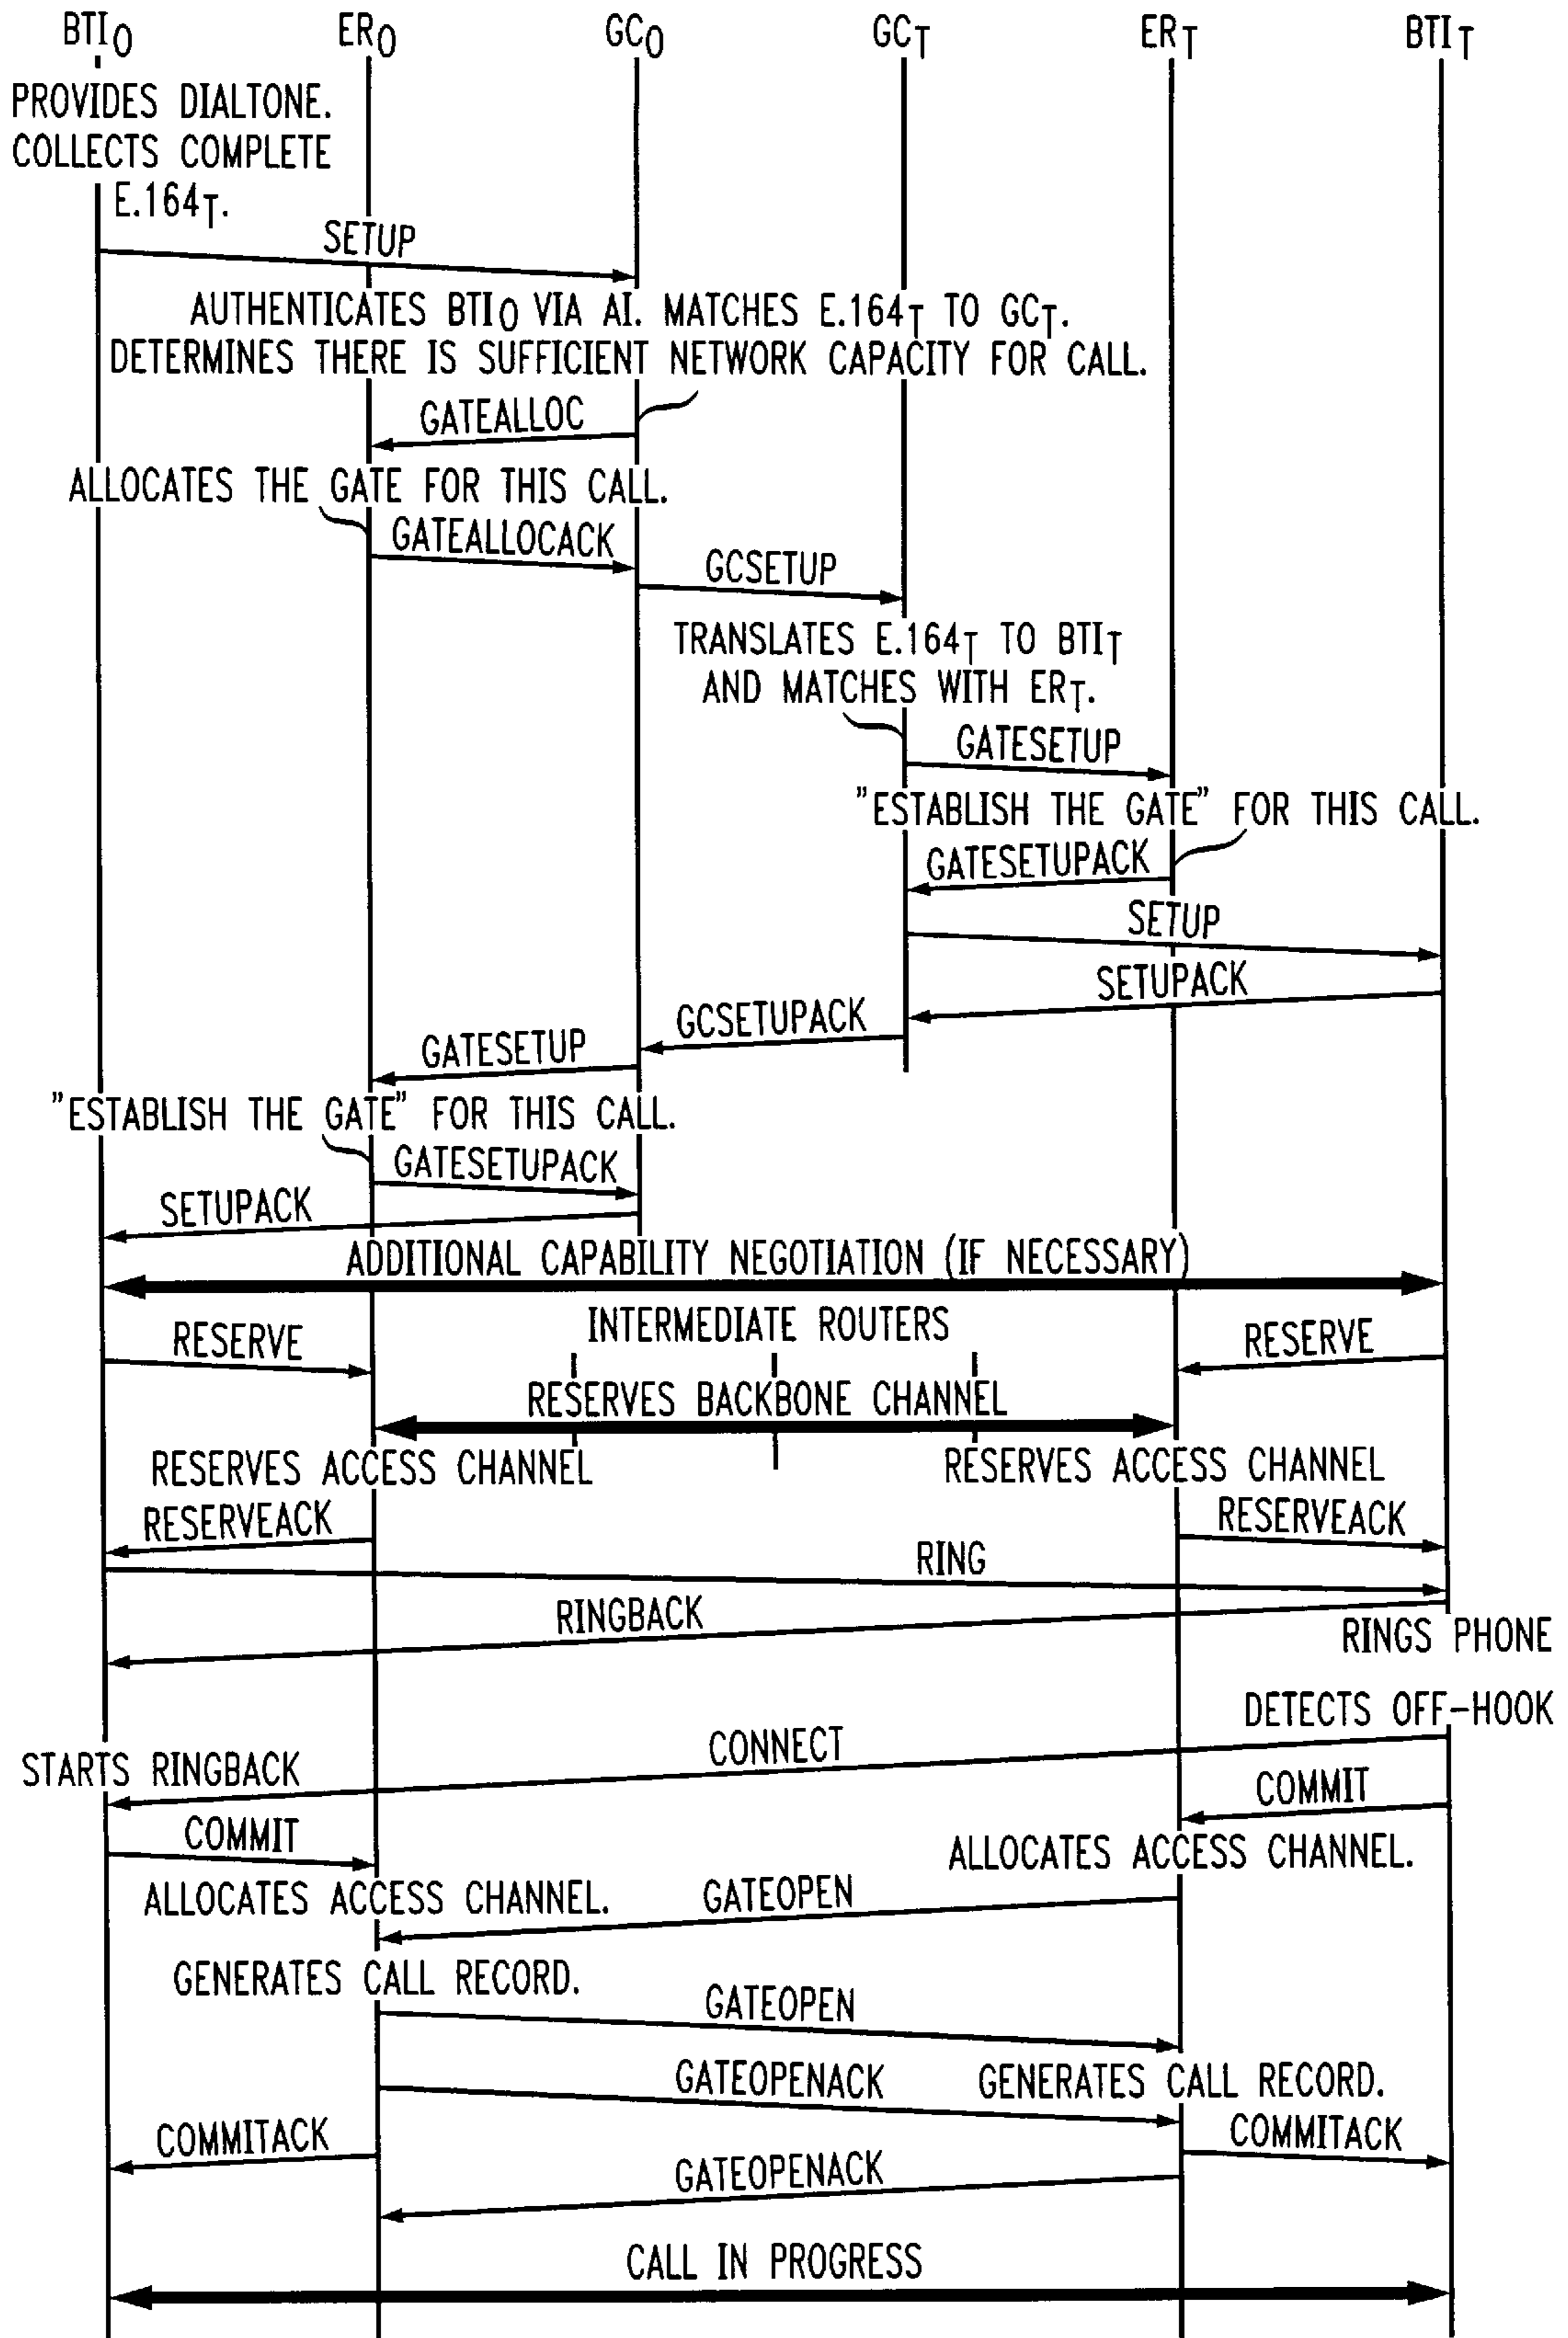 BTIO ERO GCO GCT ERT BTIT
PROVIDES DIALTONE.
COLLECTS COMPLETE
E.164T.
SETUP
AUTHENTICATES BTIO VIA AI. MATCHES E.164T TO GCT.
DETERMINES THERE IS SUFFICIENT NETWORK CAPACITY FOR CALL.
GATEALLOC
ALLOCATES THE GATE FOR THIS CALL.
GATEALLOCACK
GCSETUP
TRANSLATES E.164T TO BTIT
AND MATCHES WITH ERT.
GATESETUP
"ESTABLISH THE GATE" FOR THIS CALL.
GATESETUPACK
SETUP
SETUPACK
GCSETUPACK
GATESETUP
"ESTABLISH THE GATE" FOR THIS CALL.
GATESETUPACK
SETUPACK
ADDITIONAL CAPABILITY NEGOTIATION (IF NECESSARY)
INTERMEDIATE ROUTERS
RESERVE
RESERVE
RESERVES BACKBONE CHANNEL
RESERVES ACCESS CHANNEL
RESERVES ACCESS CHANNEL
RESERVEACK
RESERVEACK
RING
RINGBACK
RINGS PHONE
DETECTS OFF-HOOK
CONNECT
STARTS RINGBACK
COMMIT
COMMIT
ALLOCATES ACCESS CHANNEL.
ALLOCATES ACCESS CHANNEL.
GATEOPEN
GENERATES CALL RECORD.
GATEOPEN
GATEOPENACK
GENERATES CALL RECORD.
COMMITACK
COMMITACK
GATEOPENACK
CALL IN PROGRESS